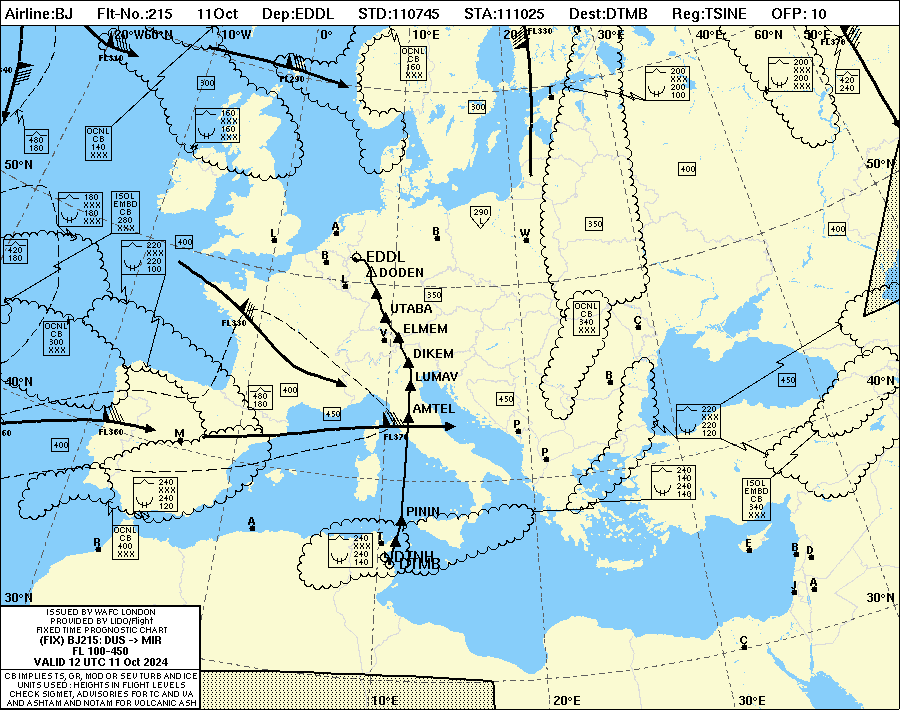 Airline:BJ Flt-No.:215 11Oct Dep:EDDL STD:110745 STA:111025 Dest:DTMB Reg:TSINE OFP: 10
20°W 60°N 10°W 0° 10°E 20°E 30°E 40°E 60°N 50°E
FL310
FL290
FL330
FL370
340
OCNL
CB
160
XXX
300
300
200
XXX
200
100
200
XXX
200
XXX
420
240
160
XXX
160
XXX
480
180
OCNL
CB
140
XXX
T
50°N
50°N
400
180
XXX
180
XXX
ISOL
EMBD
CB
280
XXX
290
L
350
400
420
180
220
XXX
220
100
400
L
A
B
B
W
L
EDDL
DODEN
350
UTABA
FL330
OCNL
CB
300
XXX
OCNL
CB
340
XXX
C
V
ELMEM
DIKEM
LUMAV
40°N
40°N
450
B
480
180
400
450
450
AMTEL
60
FL360
M
FL370
P
220
XXX
220
120
400
P
240
XXX
240
120
240
XXX
240
140
ISOL
EMBD
CB
340
XXX
PININ
A
OCNL
CB
400
XXX
R
240
XXX
240
140
T
DTNH
DTMB
E
B
D
J
A
30°N
30°N
C
ISSUED BY WAFC LONDON
PROVIDED BY LIDO/Flight
FIXED TIME PROGNOSTIC CHART
(FIX) BJ215: DUS -> MIR
FL 100-450
VALID 12 UTC 11 Oct 2024
CB IMPLIES TS, GR, MOD OR SEV TURB AND ICE
UNITS USED : HEIGHTS IN FLIGHT LEVELS
CHECK SIGMET, ADVISORIES FOR TC AND VA
AND ASHTAM AND NOTAM FOR VOLCANIC ASH
10°E 20°E 30°E